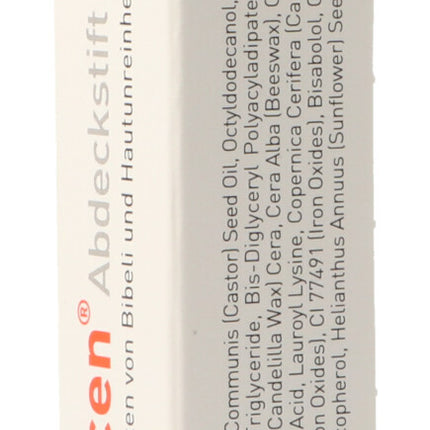 Abdeckstift
en®
en von Bibeli und Hautunreinhe
Communis (Castor) Seed Oil, Octyldodecanol,
Triglyceride, Bis-Diglyceryl Polyacyladipate
Candelilla Wax) Cera, Cera Alba (Beeswax), C
Acid, Lauroyl Lysine, Copernica Cerifera (Ca
on Oxides), CI 77491 (Iron Oxides), Bisabolol, C
copherol, Helianthus Annuus (Sunflower) See